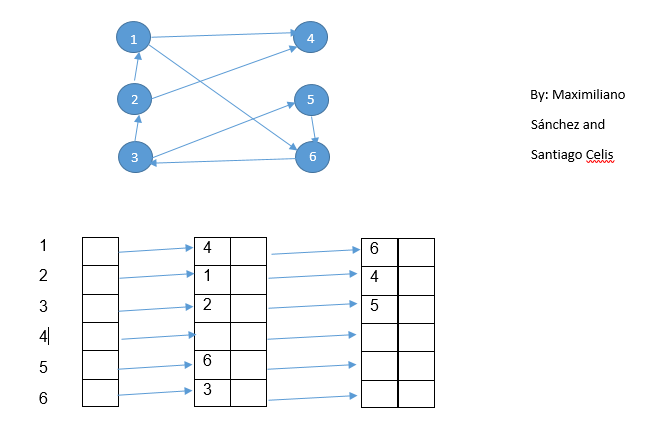 1 4
2 5
3 6
By: Maximiliano
Sánchez and
Santiago Celis
1 4 6
2 1 4
3 2 5
4
5 6
6 3